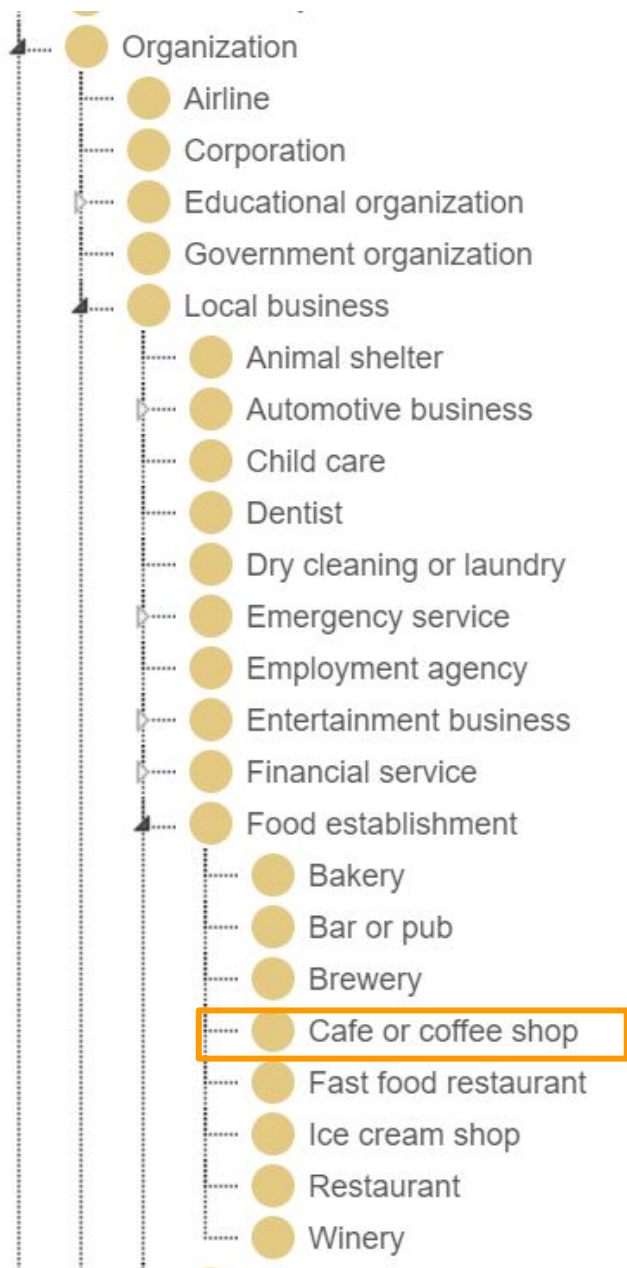 Organization
Airline
Corporation
Educational organization
Government organization
Local business
Animal shelter
Automotive business
Child care
Dentist
Dry cleaning or laundry
Emergency service
Employment agency
Entertainment business
Financial service
Food establishment
Bakery
Bar or pub
Brewery
Cafe or coffee shop
Fast food restaurant
Ice cream shop
Restaurant
Winery